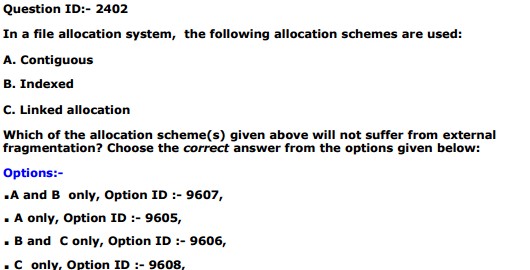 Question ID:- 2402
In a file allocation system, the following allocation schemes are used:
A. Contiguous
B. Indexed
C. Linked allocation
Which of the allocation scheme(s) given above will not suffer from external
fragmentation? Choose the correct answer from the options given below:
Options:-
▪A and B only, Option ID :- 9607,
▪ A only, Option ID :- 9605,
▪ B and C only, Option ID :- 9606,
▪ C only, Option ID :- 9608,